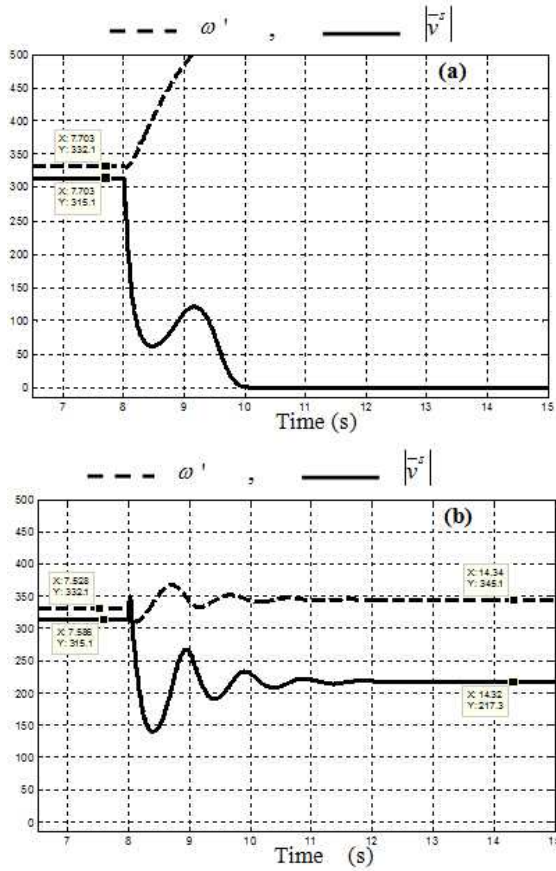 ω ' , |v̄ˢ|
(a)
500
450
400
350
300
250
200
150
100
50
0
X: 7.703
Y: 332.1
X: 7.703
Y: 315.1
7 8 9 10 11 12 13 14 15
Time (s)
ω ' , |v̄ˢ|
(b)
500
450
400
350
300
250
200
150
100
50
0
X: 7.528
Y: 332.1
X: 7.586
Y: 315.1
X: 14.34
Y: 345.1
X: 14.32
Y: 217.3
7 8 9 10 11 12 13 14 15
Time (s)